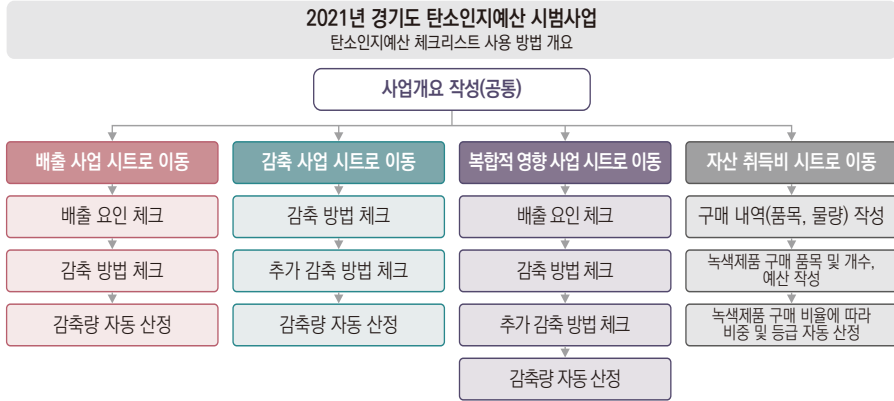 2021년 경기도 탄소인지예산 시범사업
탄소인지예산 체크리스트 사용 방법 개요
사업개요 작성(공통)
배출 사업 시트로 이동
배출 요인 체크
감축 방법 체크
감축량 자동 산정
감축 사업 시트로 이동
감축 방법 체크
추가 감축 방법 체크
감축량 자동 산정
복합적 영향 사업 시트로 이동
배출 요인 체크
감축 방법 체크
추가 감축 방법 체크
감축량 자동 산정
자산 취득비 시트로 이동
구매 내역(품목, 물량) 작성
녹색제품 구매 품목 및 개수,
예산 작성
녹색제품 구매 비율에 따라
비중 및 등급 자동 산정